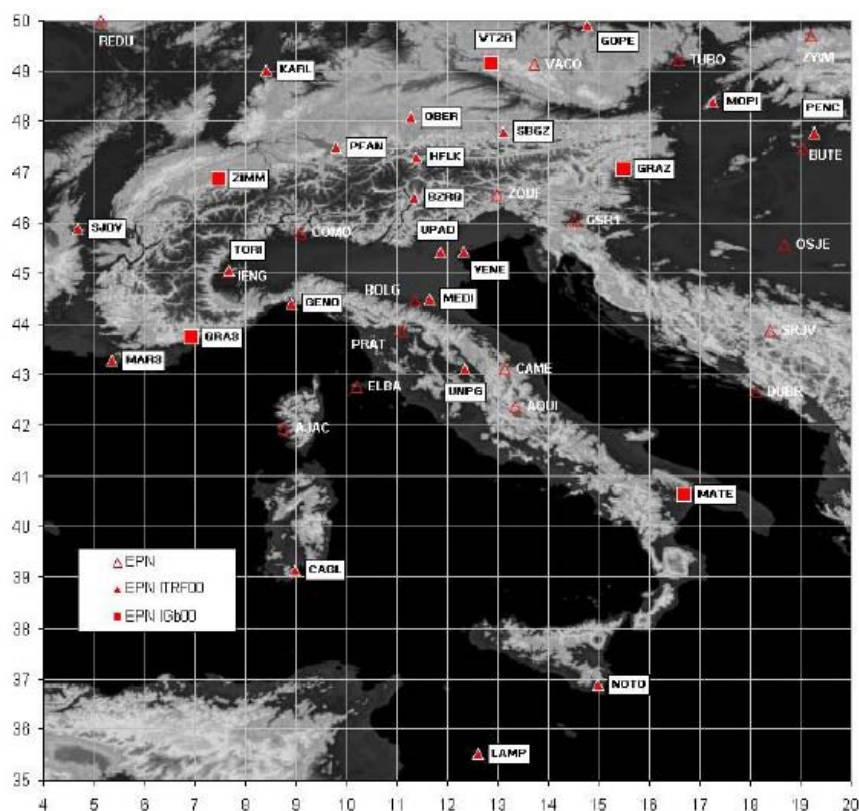 50
REDU
WTZR
GOPE
ZYWI
TUBO
49
KARL
VACO
MOPI
PENC
48
OBER
SBGZ
PFAN
BUTE
47
HFLK
GRAZ
ZIMM
BZRG
ZOUF
46
SJDV
COMO
UPAD
GSR1
OSJE
TORI
IENG
VENE
45
BOLG
MEDI
GENO
44
GRAS
PRAT
SRJV
MARS
43
CAME
ELBA
UNPG
DUBR
AQUI
42
AJAC
41
MATE
40
EPN
39
CAGL
EPN ITRF00
EPN IGb00
38
37
NOTO
36
LAMP
35
4 5 6 7 8 9 10 11 12 13 14 15 16 17 18 19 20